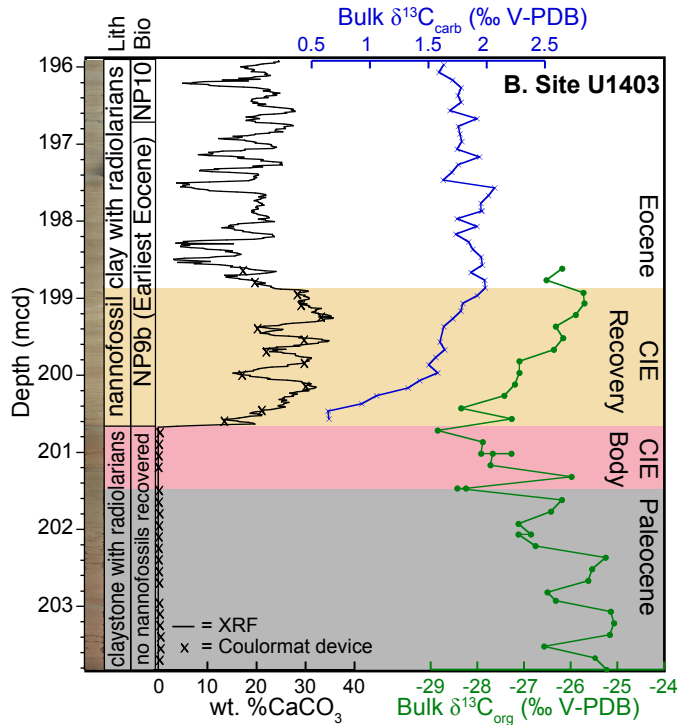 Bulk δ¹³C_carb (‰ V-PDB)
0.5 1 1.5 2 2.5
Lith
Bio
B. Site U1403
Depth (mcd)
196
197
198
199
200
201
202
203
nannofossil clay with radiolarians
claystone with radiolarians
NP10
NP9b (Earliest Eocene)
no nannofossils recovered
Eocene
CIE
Recovery
CIE
Body
Paleocene
— = XRF
x = Coulormat device
0 10 20 30 40
wt. %CaCO₃
-29 -28 -27 -26 -25 -24
Bulk δ¹³C_org (‰ V-PDB)